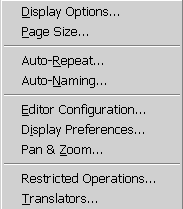 Display Options...
Page Size...
Auto-Repeat...
Auto-Naming...
Editor Configuration...
Display Preferences...
Pan & Zoom...
Restricted Operations...
Translators...